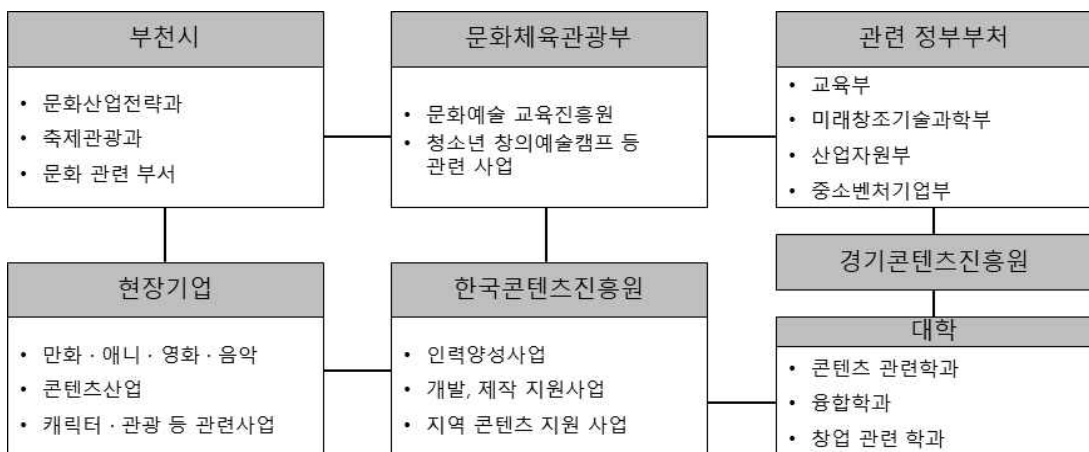 부천시
• 문화산업전략과
• 축제관광과
• 문화 관련 부서
문화체육관광부
• 문화예술 교육진흥원
• 청소년 창의예술캠프 등
관련 사업
관련 정부부처
• 교육부
• 미래창조기술과학부
• 산업자원부
• 중소벤처기업부
현장기업
• 만화 · 애니 · 영화 · 음악
• 콘텐츠산업
• 캐릭터 · 관광 등 관련사업
한국콘텐츠진흥원
• 인력양성사업
• 개발, 제작 지원사업
• 지역 콘텐츠 지원 사업
경기콘텐츠진흥원
대학
• 콘텐츠 관련학과
• 융합학과
• 창업 관련 학과